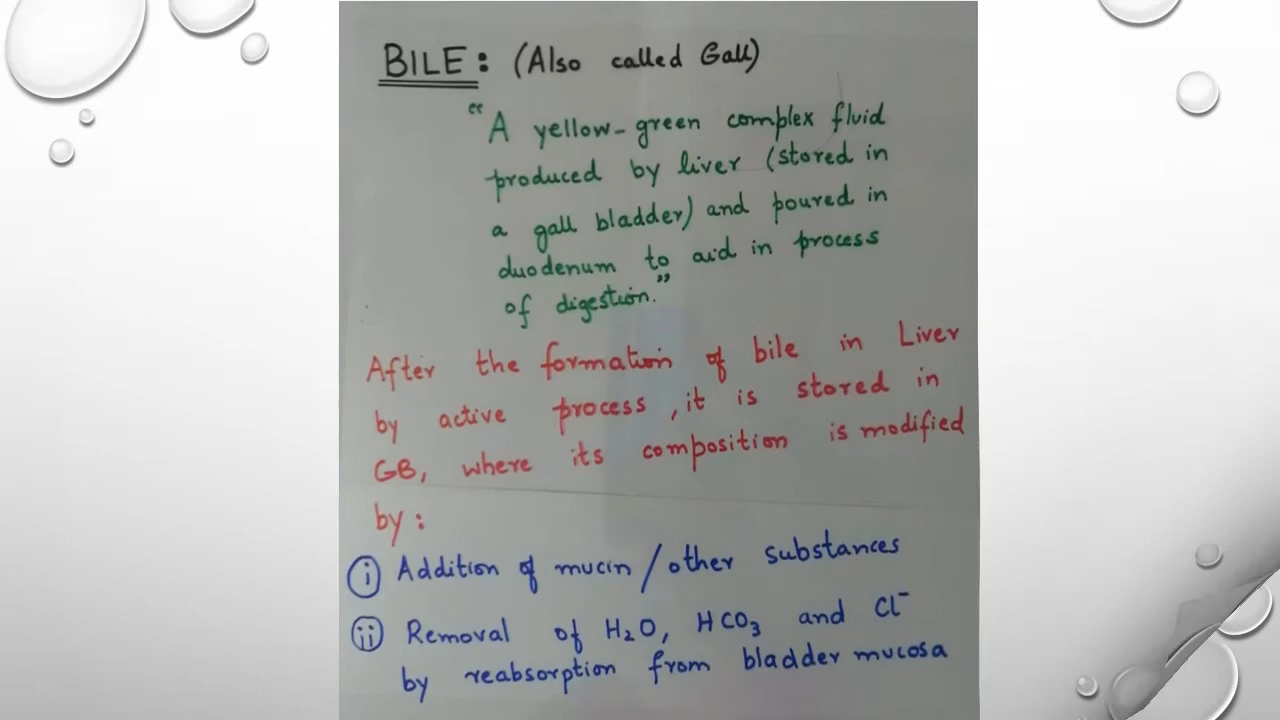 BILE: (Also called Gall)
"A yellow-green complex fluid
produced by liver (stored in
a gall bladder) and poured in
duodenum to aid in process
of digestion."
After the formation of bile in Liver
by active process, it is stored in
GB, where its composition is modified
by:
(i) Addition of mucin/other substances
(ii) Removal of H₂O, HCO₃ and Cl⁻
by reabsorption from bladder mucosa